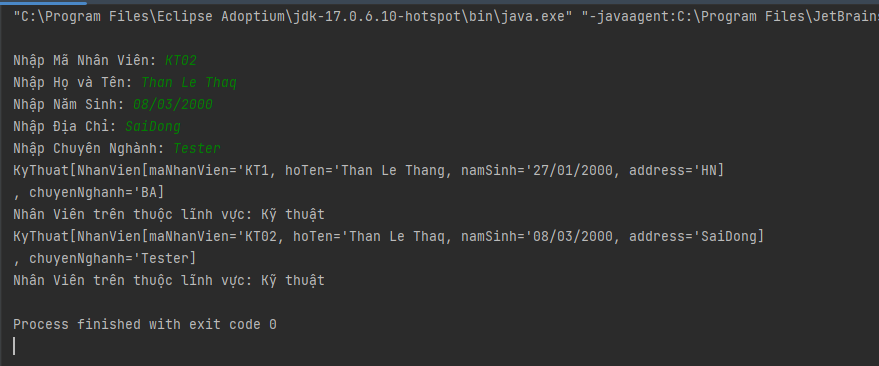 "C:\Program Files\Eclipse Adoptium\jdk-17.0.6.10-hotspot\bin\java.exe" "-javaagent:C:\Program Files\JetBrains
Nhập Mã Nhân Viên: KT02
Nhập Họ và Tên: Than Le Thaq
Nhập Năm Sinh: 08/03/2000
Nhập Địa Chỉ: SaiDong
Nhập Chuyên Nghành: Tester
KyThuat[NhanVien[maNhanVien='KT1, hoTen='Than Le Thang, namSinh='27/01/2000, address='HN]
, chuyenNghanh='BA]
Nhân Viên trên thuộc lĩnh vực: Kỹ thuật
KyThuat[NhanVien[maNhanVien='KT02, hoTen='Than Le Thaq, namSinh='08/03/2000, address='SaiDong]
, chuyenNghanh='Tester]
Nhân Viên trên thuộc lĩnh vực: Kỹ thuật
Process finished with exit code 0